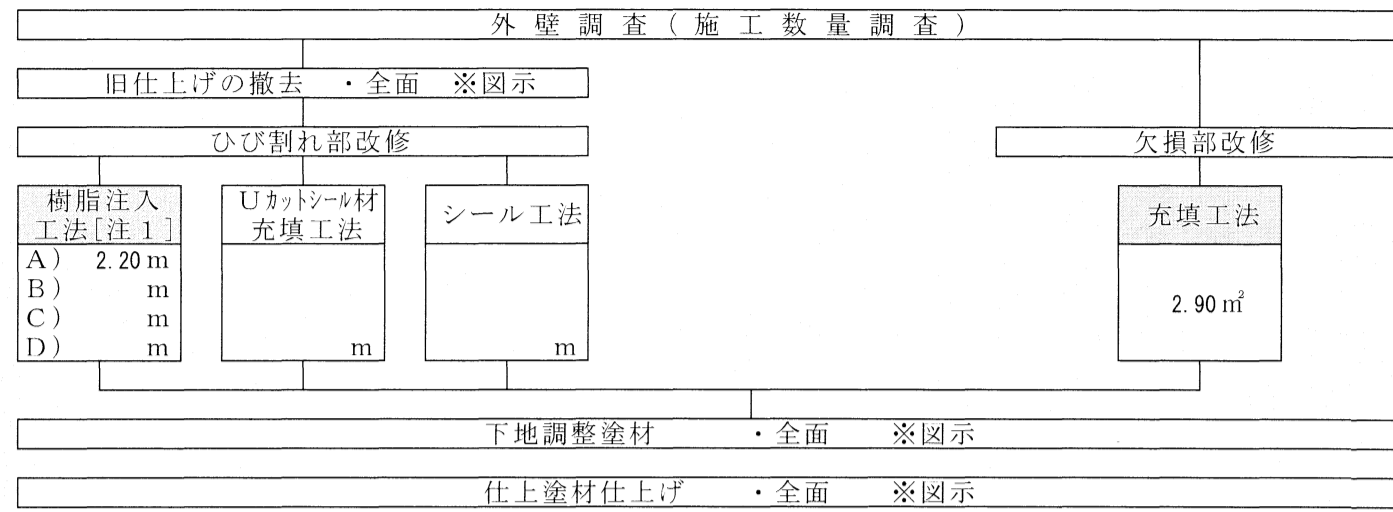 外壁調査(施工数量調査)
旧仕上げの撤去 ・全面 ※図示
ひび割れ部改修
欠損部改修
樹脂注入
工法[注1]
A) 2.20 m
B) m
C) m
D) m
Uカットシール材
充填工法
m
シール工法
m
充填工法
2.90 m²
下地調整塗材 ・全面 ※図示
仕上塗材仕上げ ・全面 ※図示